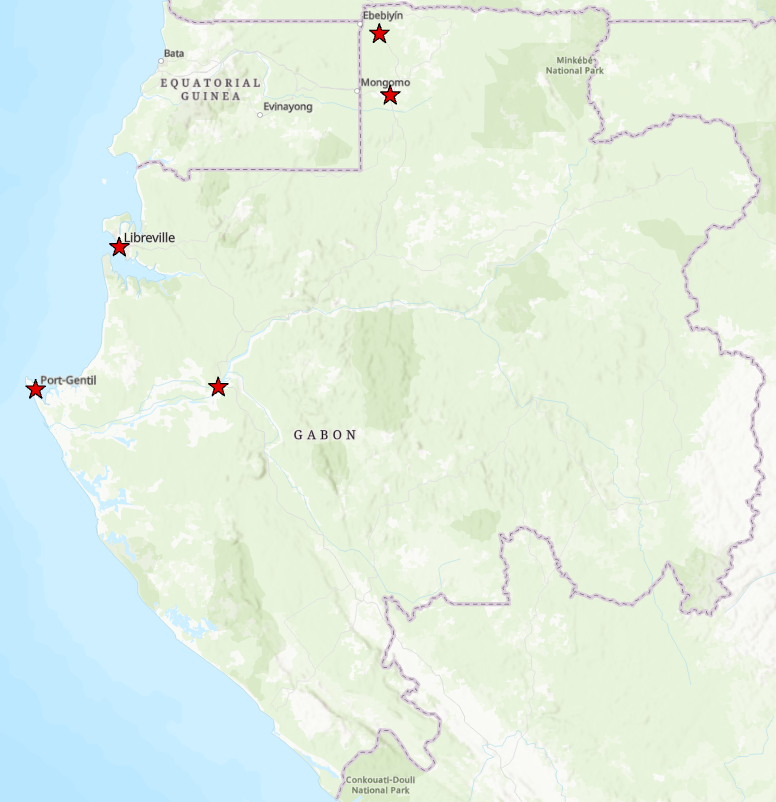 Ebebiyín
Bata
Minkébé
National Park
EQUATORIAL
GUINEA
Mongomo
Evinayong
Libreville
Port-Gentil
GABON
Conkouati-Douli
National Park